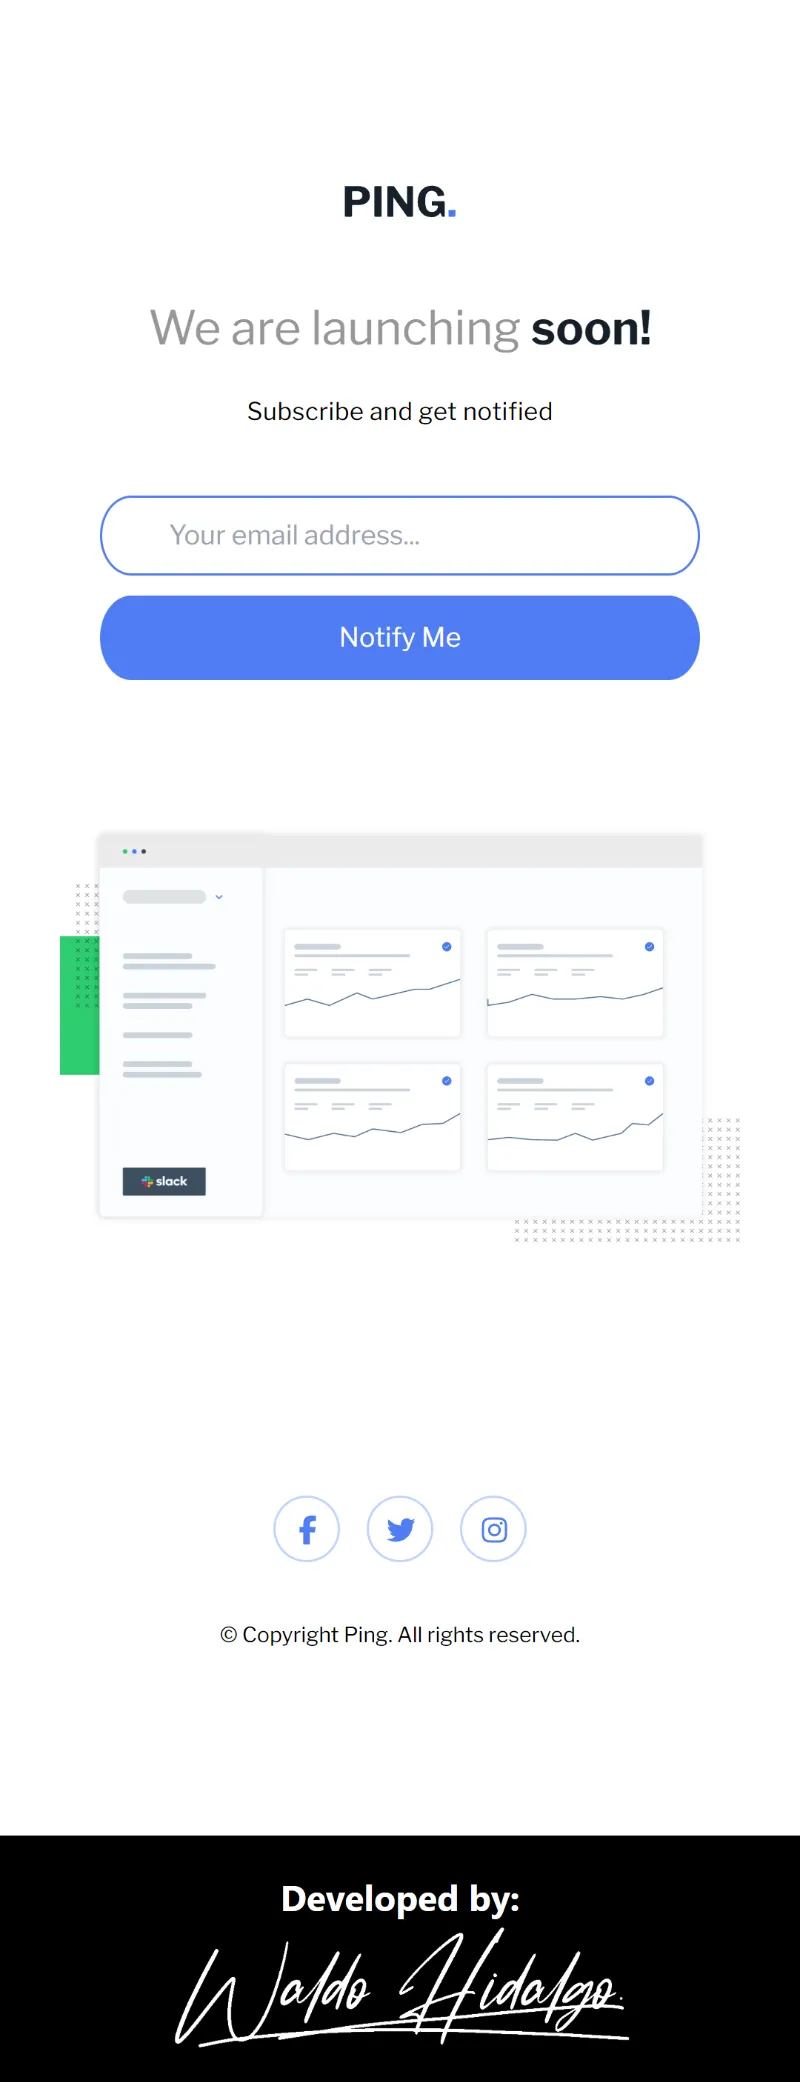 PING.
We are launching soon!
Subscribe and get notified
Your email address...
Notify Me
slack
© Copyright Ping. All rights reserved.
Developed by:
Waldo Hidalgo.